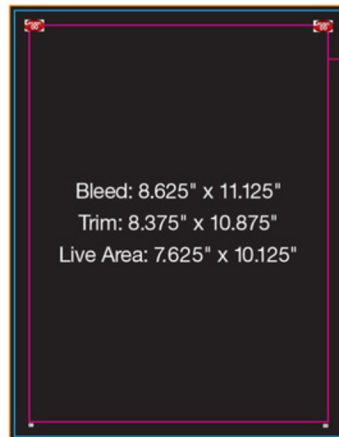 Bleed: 8.625" x 11.125"
Trim: 8.375" x 10.875"
Live Area: 7.625" x 10.125"